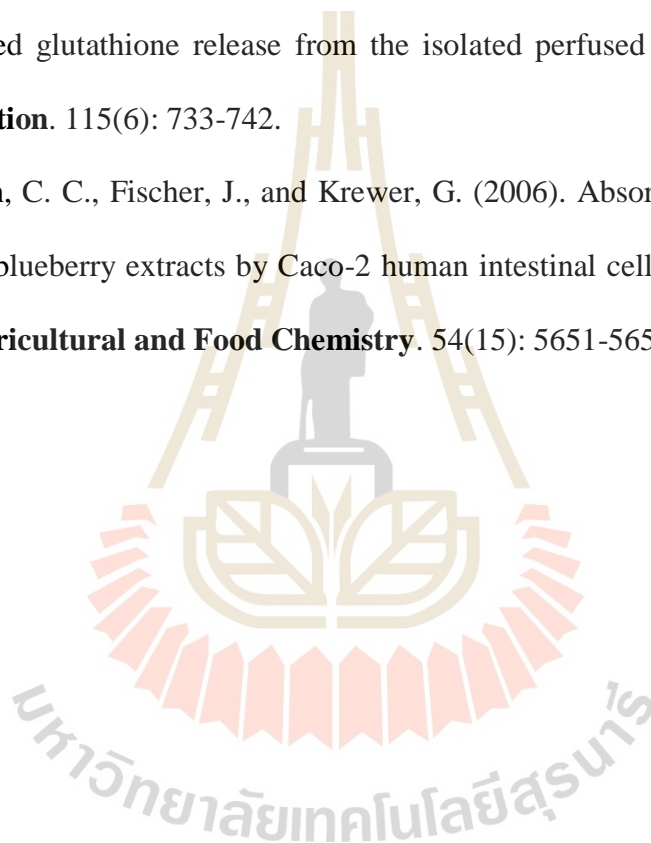 ed glutathione release from the isolated perfused
tion. 115(6): 733-742.
n, C. C., Fischer, J., and Krewer, G. (2006). Absor
blueberry extracts by Caco-2 human intestinal cell
ricultural and Food Chemistry. 54(15): 5651-565
มหาวิทยาลัยเทคโนโลยีสุรนารี